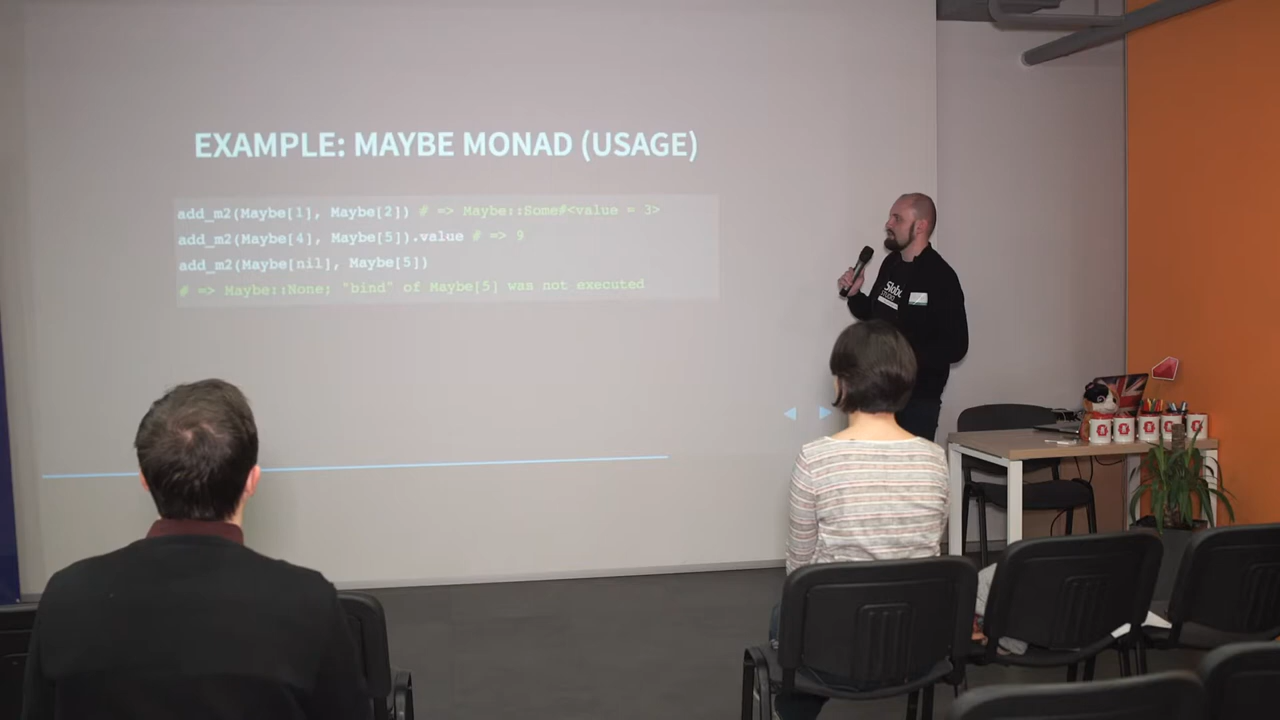 EXAMPLE: MAYBE MONAD (USAGE)
add_m2(Maybe[1], Maybe[2]) # => Maybe::Some#<value = 3>
add_m2(Maybe[4], Maybe[5]).value # => 9
add_m2(Maybe[nil], Maybe[5])
# => Maybe::None; "bind" of Maybe[5] was not executed